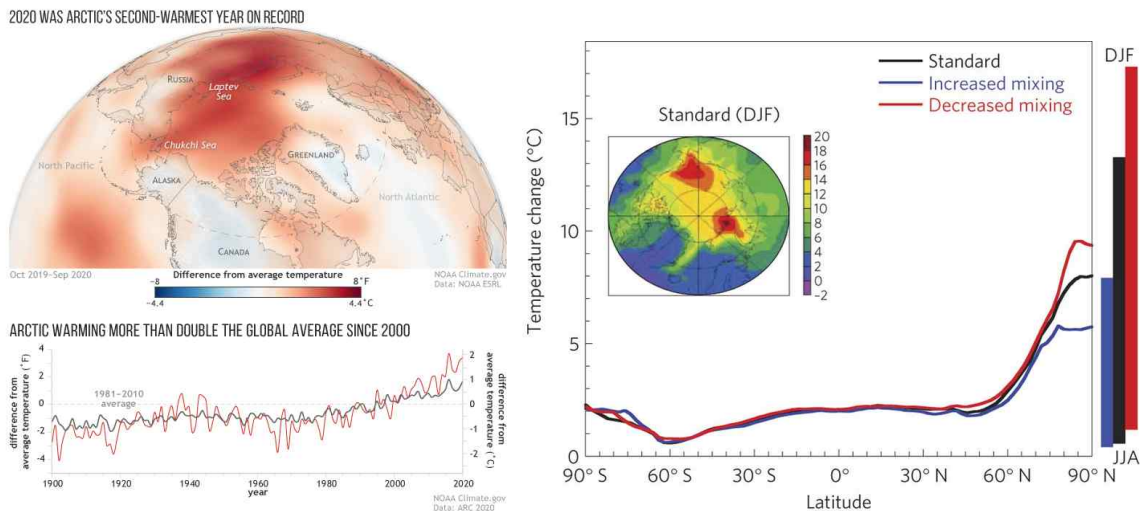 2020 WAS ARCTIC'S SECOND-WARMEST YEAR ON RECORD
RUSSIA
Laptev
Sea
Chukchi Sea
North Pacific
GREENLAND
ALASKA
North Atlantic
CANADA
Oct 2019-Sep 2020
Difference from average temperature
NOAA Climate.gov
Data: NOAA ESRL
-8
8°F
-4.4
4.4°C
ARCTIC WARMING MORE THAN DOUBLE THE GLOBAL AVERAGE SINCE 2000
difference from
average temperature (°F)
4
2
0
-2
-4
1981-2010
average
2
1
0
-1
-2
difference from
average temperature (°C)
1900
1920
1940
1960
1980
2000
2020
year
NOAA Climate.gov
Data: ARC 2020
Temperature change (°C)
15
10
5
0
Standard
Increased mixing
Decreased mixing
Standard (DJF)
20
18
16
14
12
10
8
6
4
2
0
−2
DJF
JJA
90° S
60° S
30° S
0°
30° N
60° N
90° N
Latitude